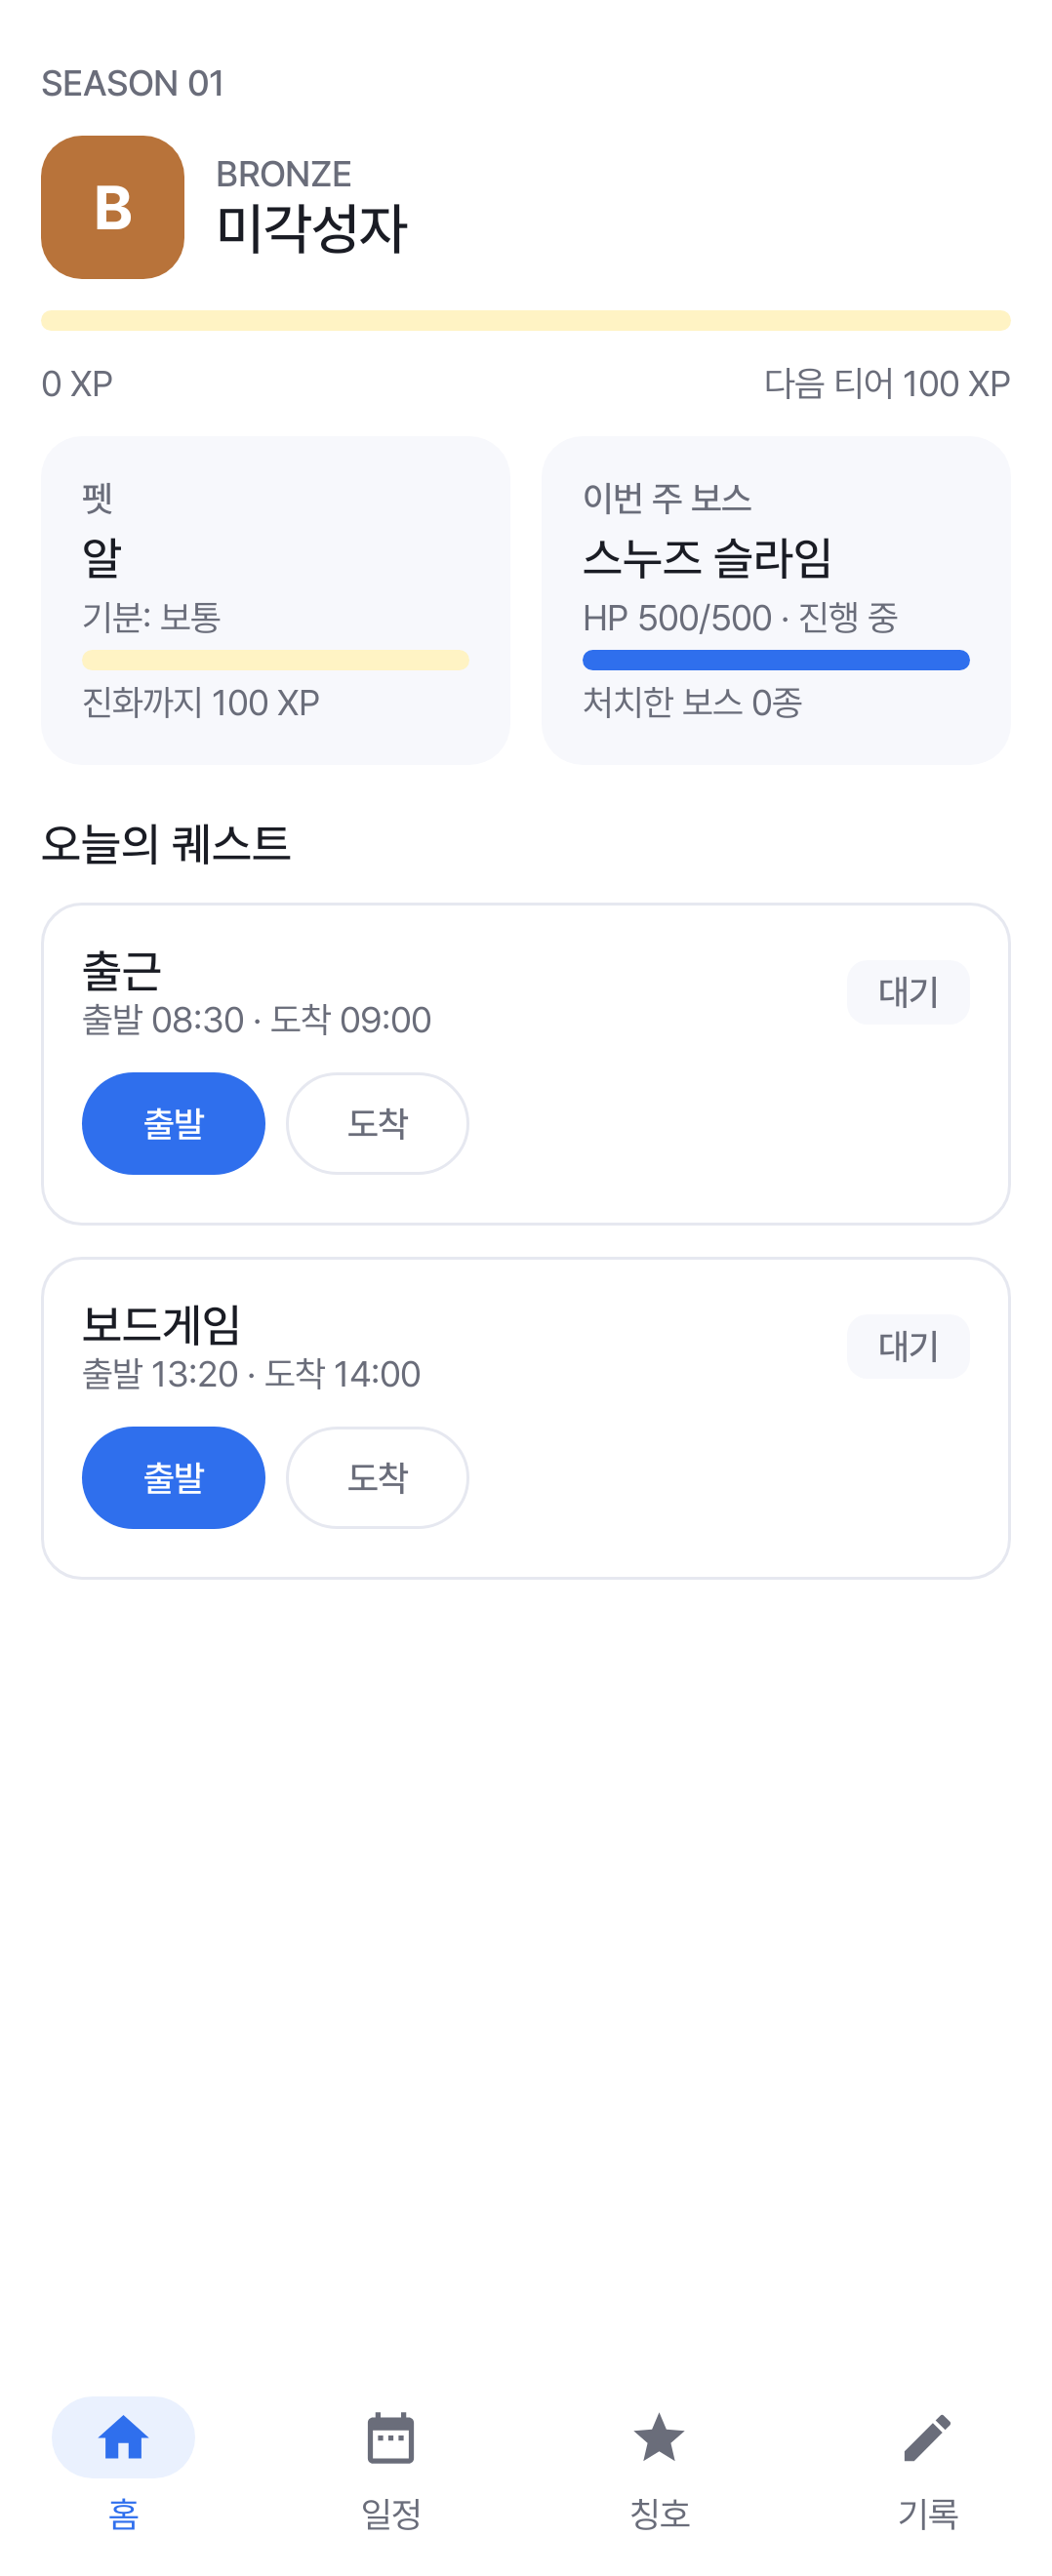 SEASON 01
B
BRONZE
미각성자
0 XP
다음 티어 100 XP
펫
알
기분: 보통
진화까지 100 XP
이번 주 보스
스누즈 슬라임
HP 500/500 · 진행 중
처치한 보스 0종
오늘의 퀘스트
출근
출발 08:30 · 도착 09:00
대기
출발
도착
보드게임
출발 13:20 · 도착 14:00
대기
출발
도착
홈
일정
칭호
기록